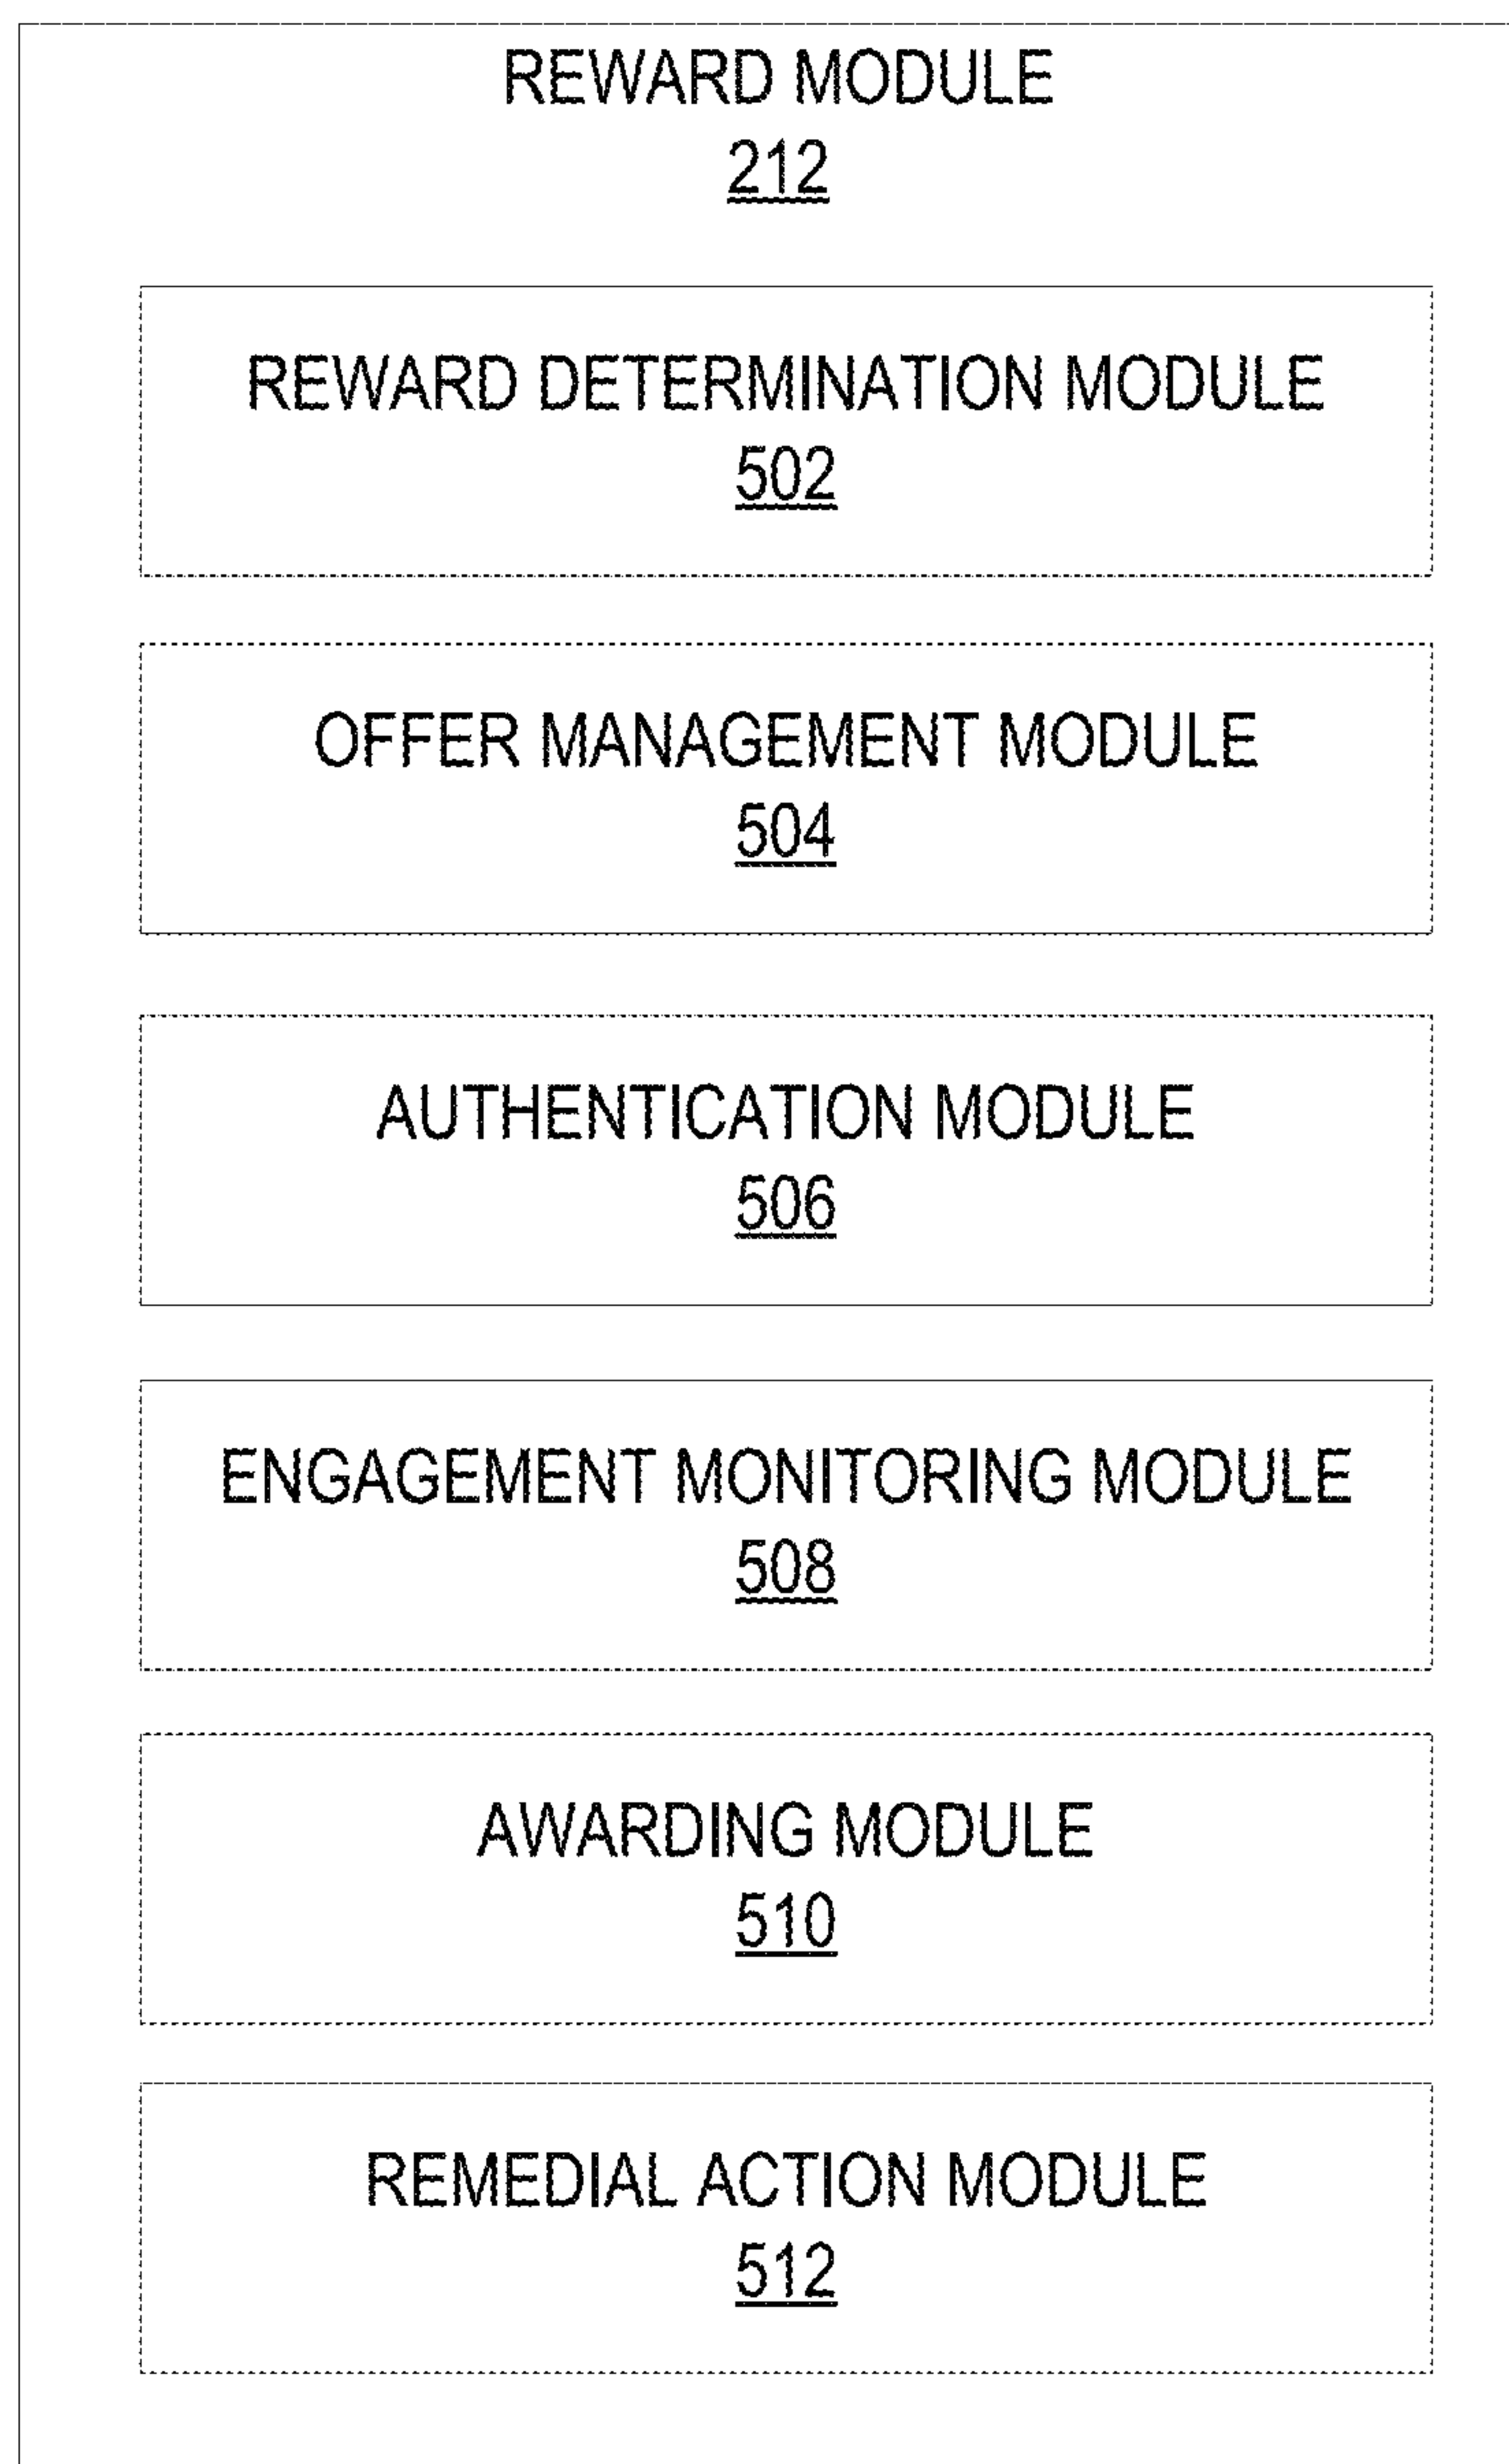 REWARD MODULE
212
REWARD DETERMINATION MODULE
502
OFFER MANAGEMENT MODULE
504
AUTHENTICATION MODULE
506
ENGAGEMENT MONITORING MODULE
508
AWARDING MODULE
510
REMEDIAL ACTION MODULE
512